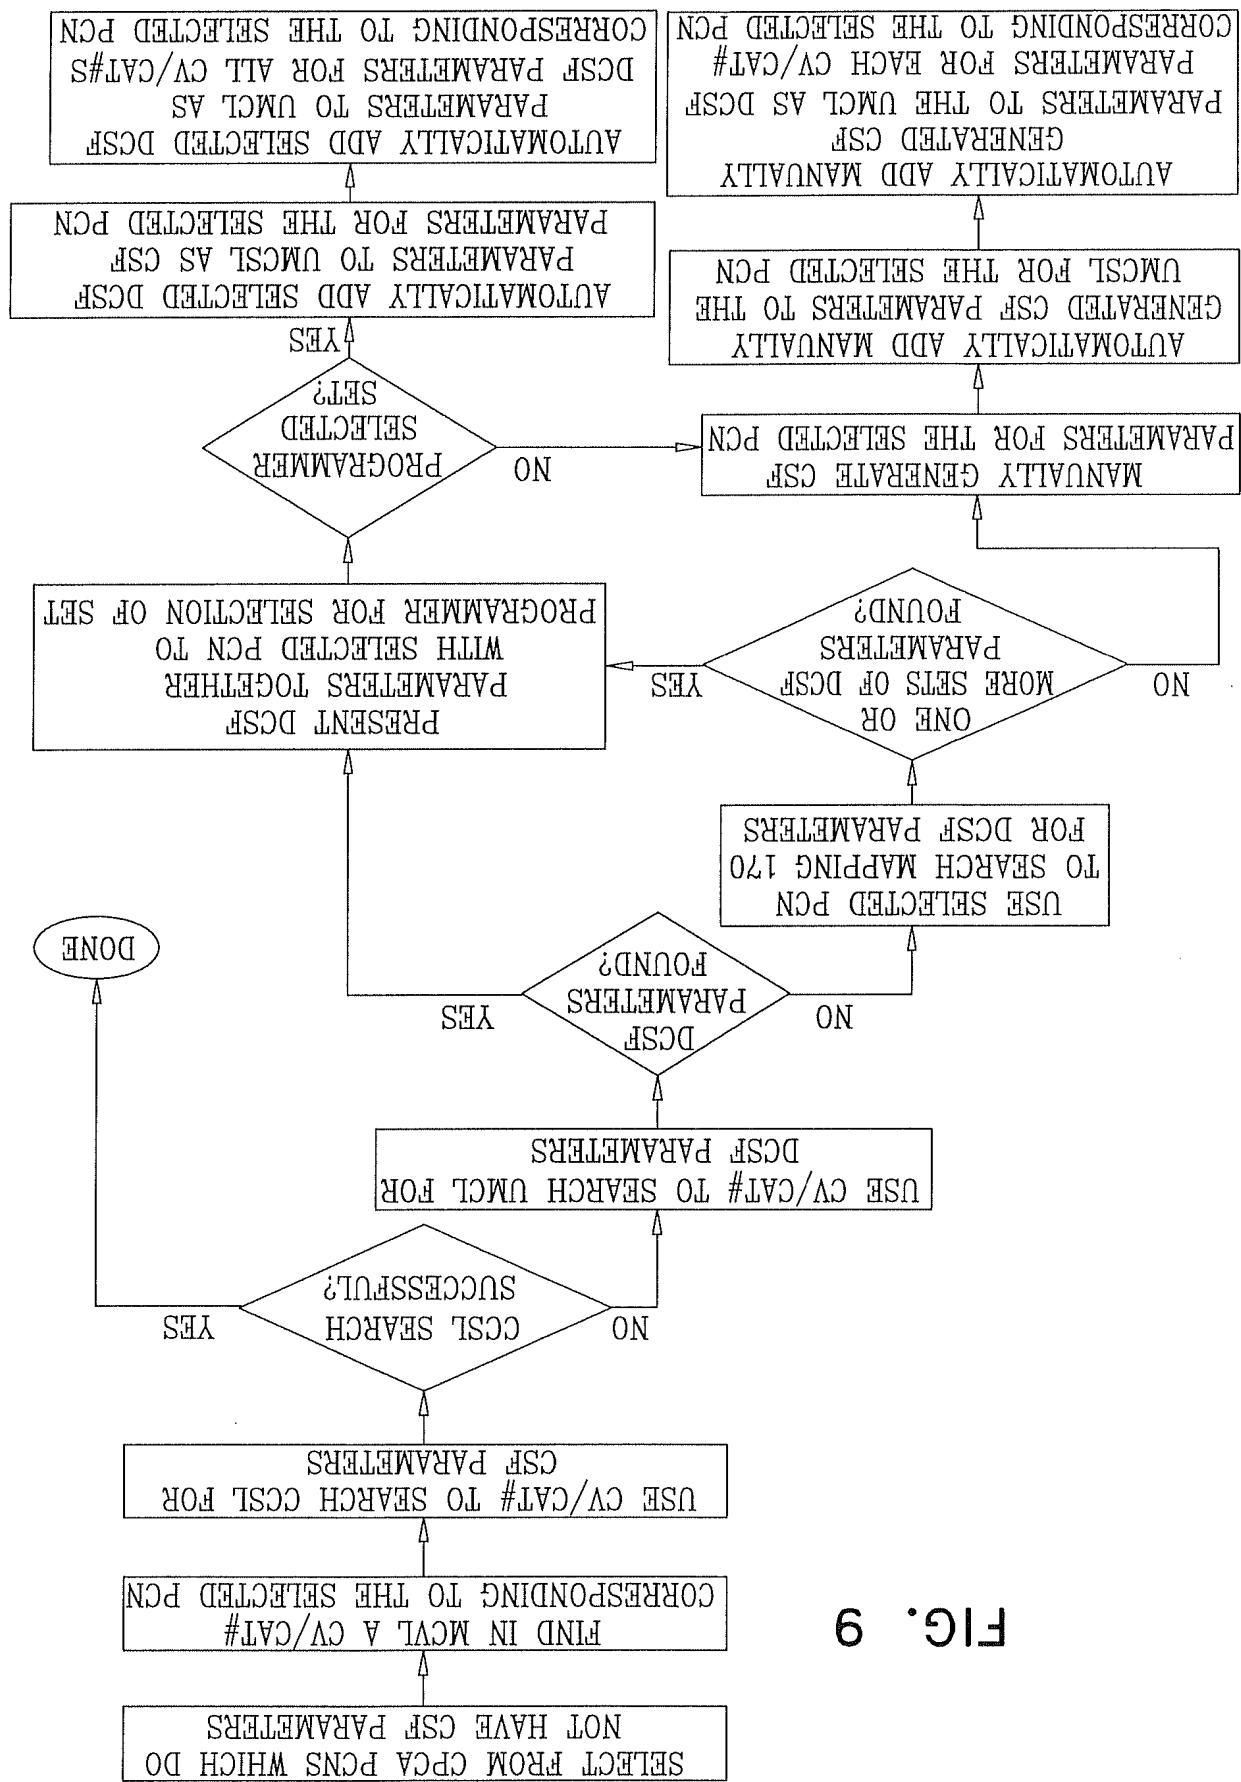 FIG. 9
SELECT FROM CPCA PCNS WHICH DO
NOT HAVE CSF PARAMETERS
FIND IN MCVL A CV/CAT#
CORRESPONDING TO THE SELECTED PCN
USE CV/CAT# TO SEARCH CCSL FOR
CSF PARAMETERS
CCSL SEARCH
SUCCESSFUL?
NO
YES
DONE
USE CV/CAT# TO SEARCH UMCL FOR
DCSF PARAMETERS
DCSF
PARAMETERS
FOUND?
NO
YES
USE SELECTED PCN
TO SEARCH MAPPING 170
FOR DCSF PARAMETERS
ONE OR
MORE SETS OF DCSF
PARAMETERS
FOUND?
NO
YES
PRESENT DCSF
PARAMETERS TOGETHER
WITH SELECTED PCN TO
PROGRAMMER FOR SELECTION OF SET
PROGRAMMER
SELECTED
SET?
NO
YES
MANUALLY GENERATE CSF
PARAMETERS FOR THE SELECTED PCN
AUTOMATICALLY ADD MANUALLY
GENERATED CSF PARAMETERS TO THE
UMCSL FOR THE SELECTED PCN
AUTOMATICALLY ADD MANUALLY
GENERATED CSF
PARAMETERS TO THE UMCL AS DCSF
PARAMETERS FOR EACH CV/CAT#
CORRESPONDING TO THE SELECTED PCN
AUTOMATICALLY ADD SELECTED DCSF
PARAMETERS TO UMCSL AS CSF
PARAMETERS FOR THE SELECTED PCN
AUTOMATICALLY ADD SELECTED DCSF
PARAMETERS TO UMCL AS
DCSF PARAMETERS FOR ALL CV/CAT#S
CORRESPONDING TO THE SELECTED PCN